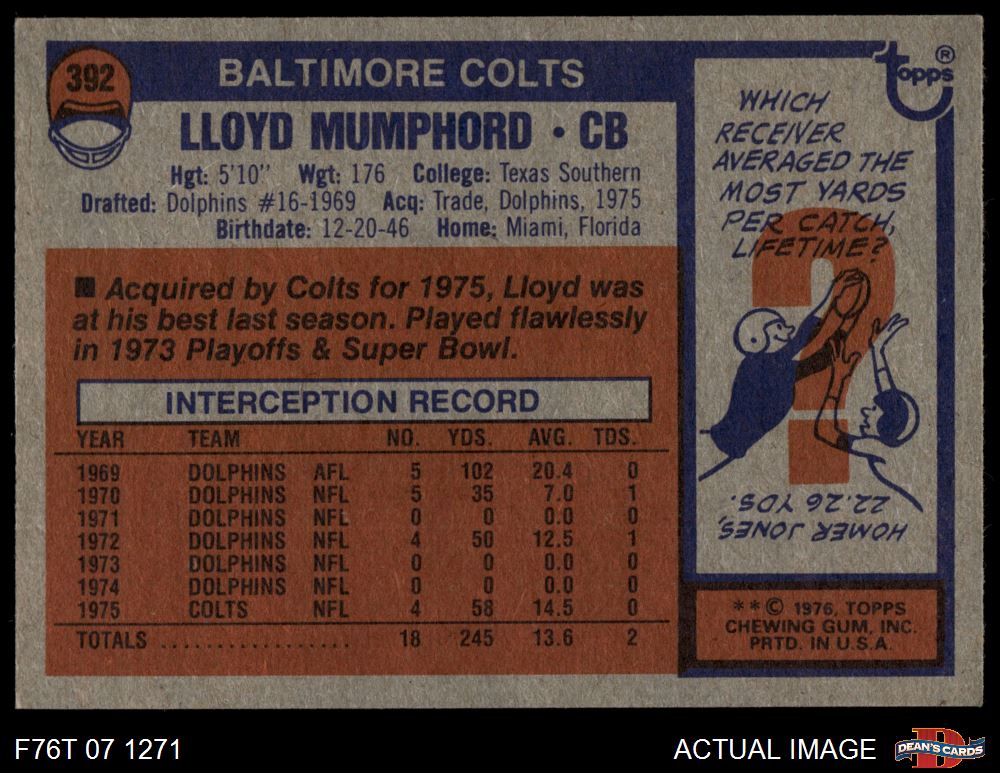 392
BALTIMORE COLTS
LLOYD MUMPHORD • CB
Hgt: 5'10" Wgt: 176 College: Texas Southern
Drafted: Dolphins #16-1969 Acq: Trade, Dolphins, 1975
Birthdate: 12-20-46 Home: Miami, Florida
■ Acquired by Colts for 1975, Lloyd was
at his best last season. Played flawlessly
in 1973 Playoffs & Super Bowl.
INTERCEPTION RECORD
YEAR TEAM NO. YDS. AVG. TDS.
1969 DOLPHINS AFL 5 102 20.4 0
1970 DOLPHINS NFL 5 35 7.0 1
1971 DOLPHINS NFL 0 0 0.0 0
1972 DOLPHINS NFL 4 50 12.5 1
1973 DOLPHINS NFL 0 0 0.0 0
1974 DOLPHINS NFL 0 0 0.0 0
1975 COLTS NFL 4 58 14.5 0
TOTALS ................. 18 245 13.6 2
topps®
WHICH
RECEIVER
AVERAGED THE
MOST YARDS
PER CATCH,
LIFETIME?
?
HOMER JONES,
22.26 YDS.
**© 1976, TOPPS
CHEWING GUM, INC.
PRTD. IN U.S.A.
F76T 07 1271
ACTUAL IMAGE
D
DEAN'S CARDS